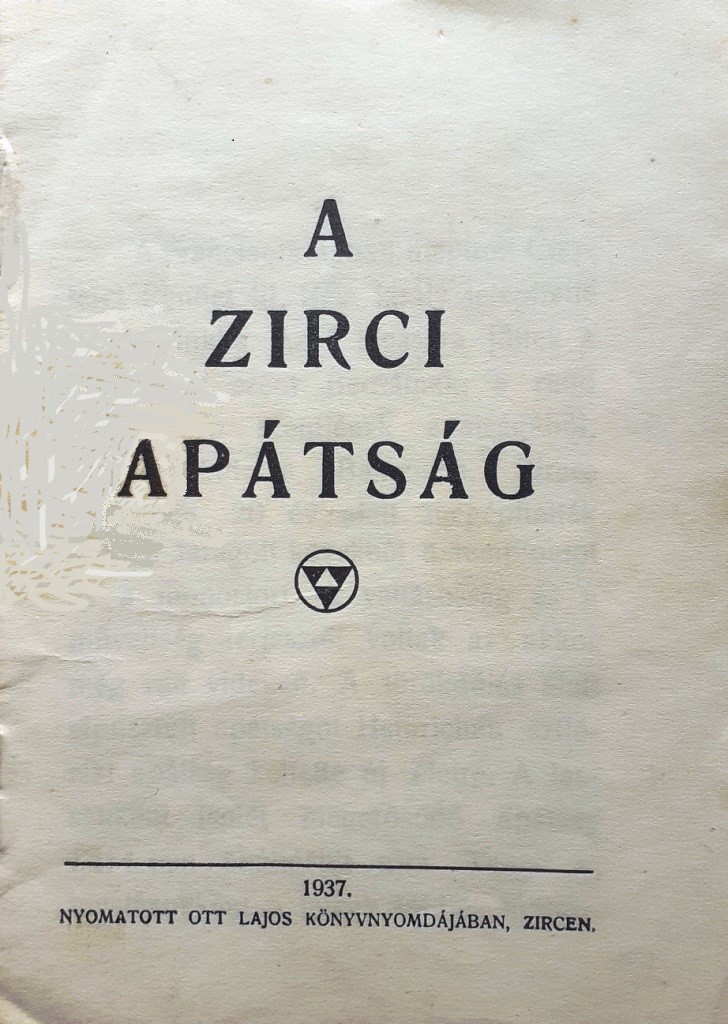 A
ZIRCI
APÁTSÁG
1937.
NYOMATOTT OTT LAJOS KÖNYVNYOMDÁJÁBAN, ZIRCEN.